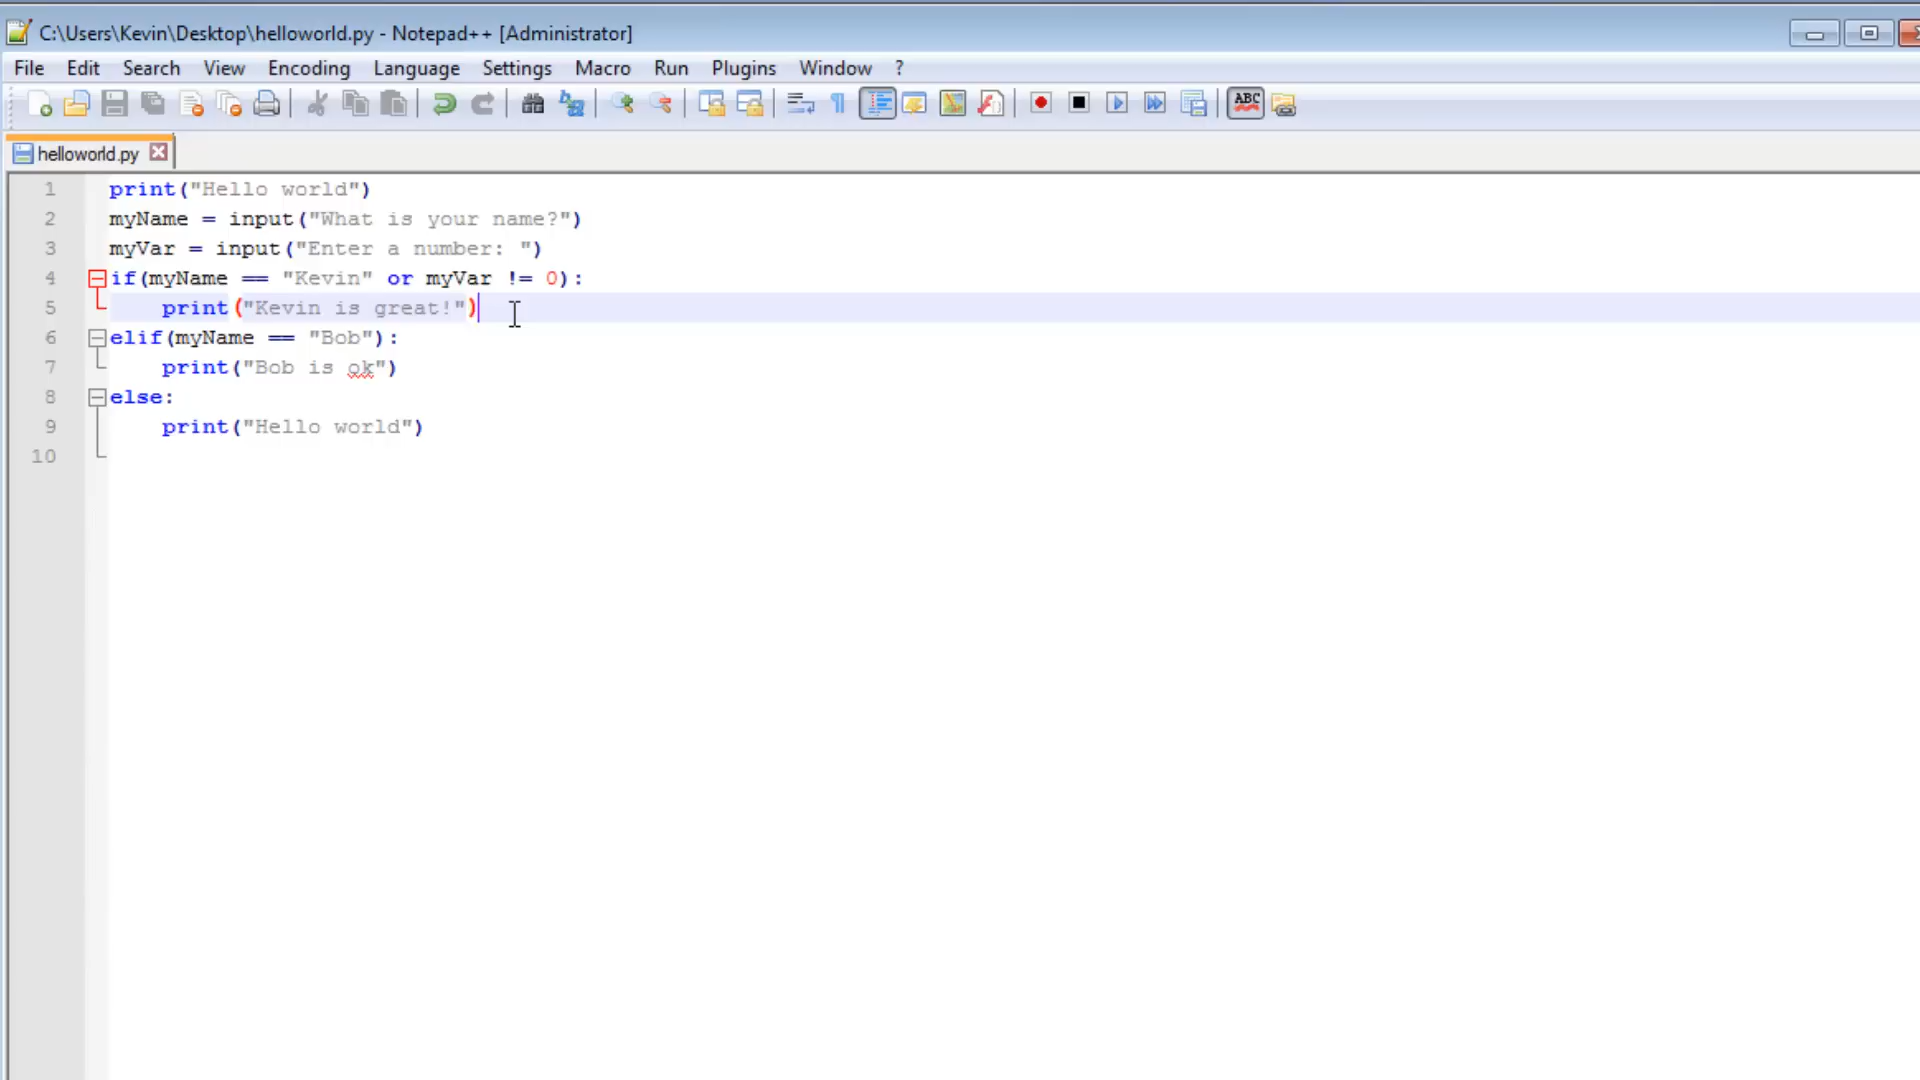 C:\Users\Kevin\Desktop\helloworld.py - Notepad++ [Administrator]
File Edit Search View Encoding Language Settings Macro Run Plugins Window ?
ABC
helloworld.py
1 print("Hello world")
2 myName = input("What is your name?")
3 myVar = input("Enter a number: ")
4 if(myName == "Kevin" or myVar != 0):
5     print("Kevin is great!")
6 elif(myName == "Bob"):
7     print("Bob is ok")
8 else:
9     print("Hello world")
10